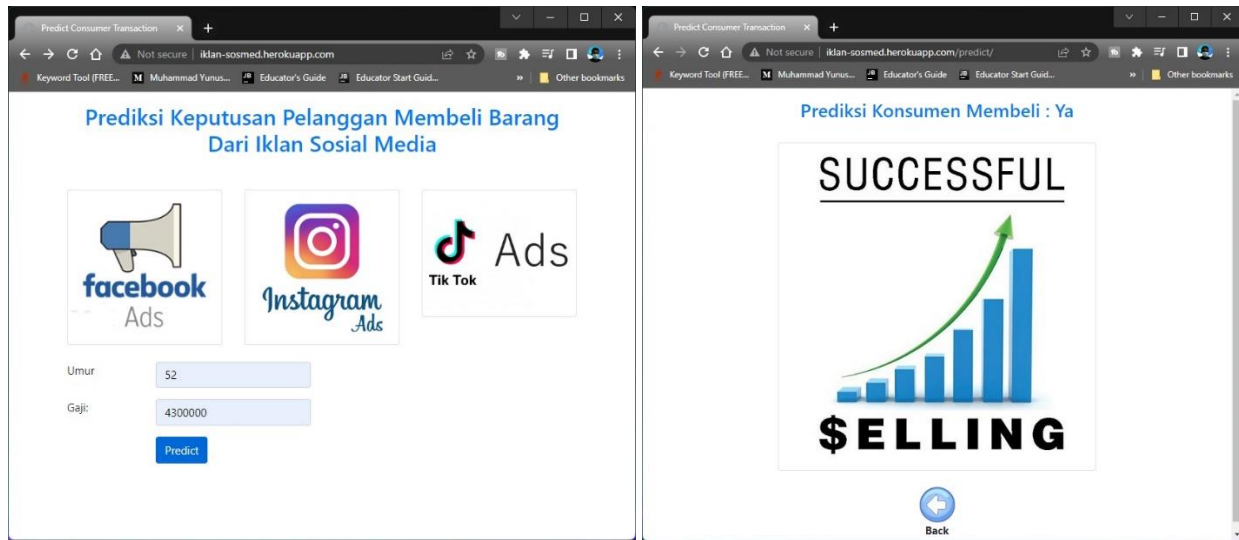 Predict Consumer Transaction
Not secure | iklan-sosmed.herokuapp.com
Keyword Tool (FREE... M Muhammad Yunus... Educator's Guide Educator Start Guid... » Other bookmarks
Prediksi Keputusan Pelanggan Membeli Barang
Dari Iklan Sosial Media
facebook
Ads
Instagram
Ads
Tik Tok
Ads
Umur
52
Gaji:
4300000
Predict
Predict Consumer Transaction
Not secure | iklan-sosmed.herokuapp.com/predict/
Keyword Tool (FREE... M Muhammad Yunus... Educator's Guide Educator Start Guid... » Other bookmarks
Prediksi Konsumen Membeli : Ya
SUCCESSFUL
$ELLING
Back